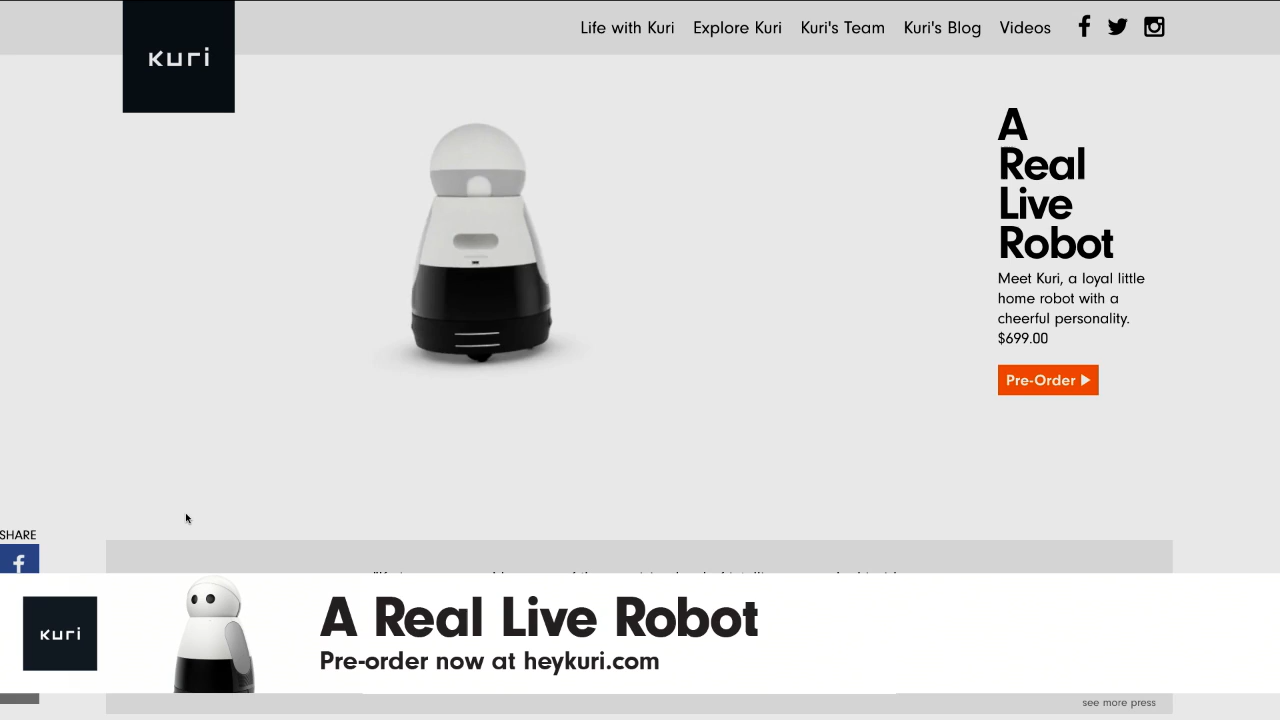 kuri
Life with Kuri Explore Kuri Kuri's Team Kuri's Blog Videos
A
Real
Live
Robot
Meet Kuri, a loyal little
home robot with a
cheerful personality.
$699.00
Pre-Order
SHARE
kuri
A Real Live Robot
Pre-order now at heykuri.com
see more press